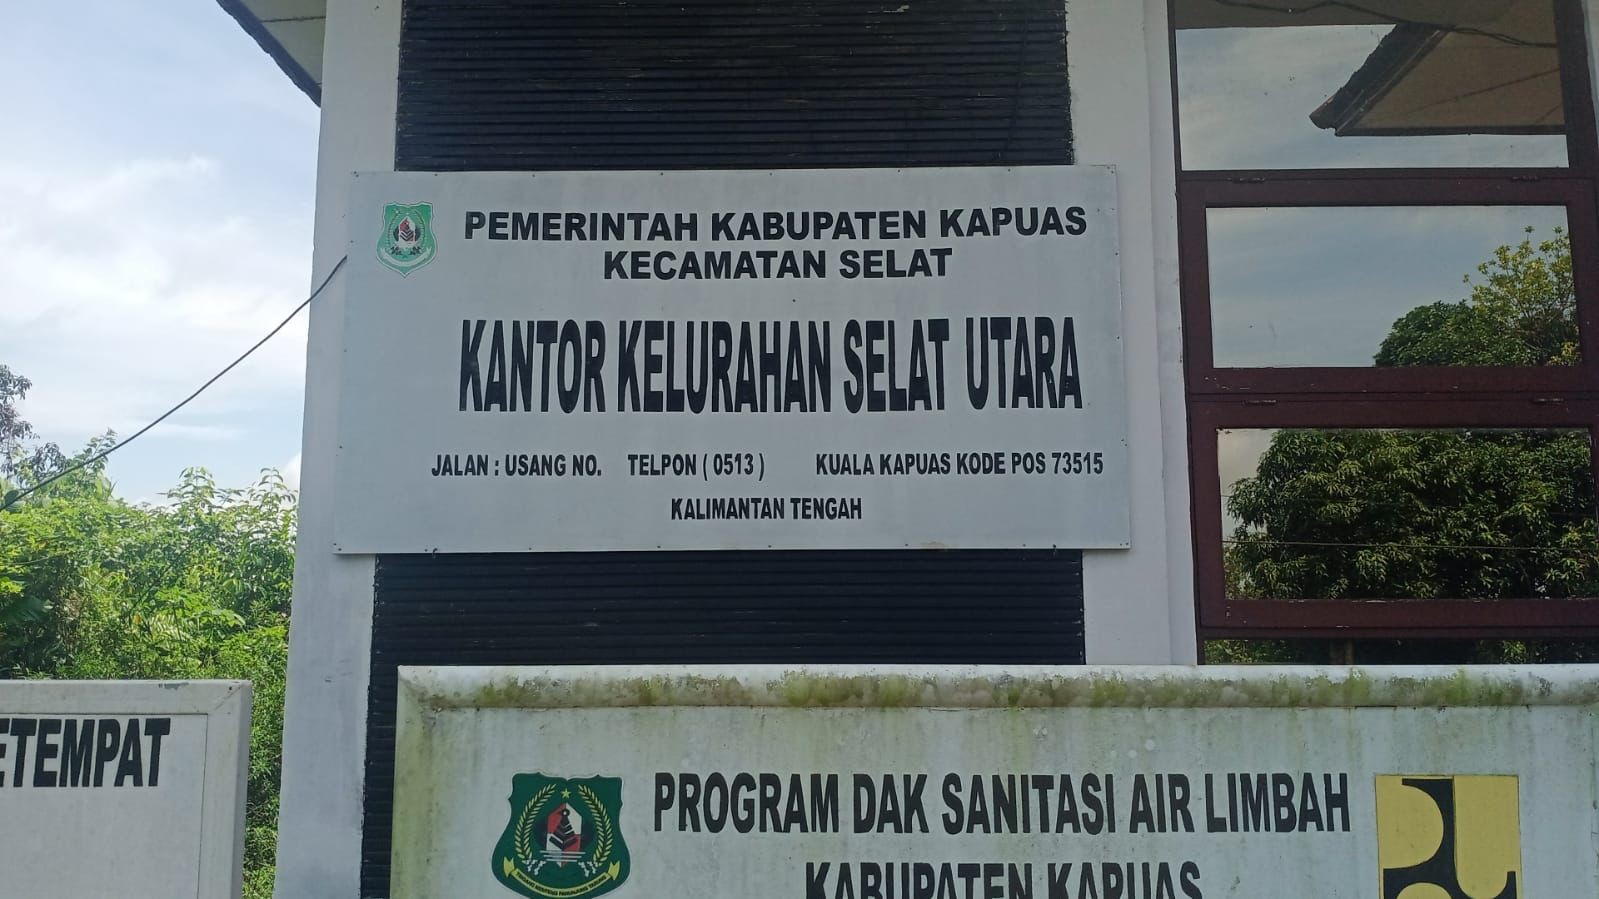 PEMERINTAH KABUPATEN KAPUAS
KECAMATAN SELAT
KANTOR KELURAHAN SELAT UTARA
JALAN : USANG NO. TELPON ( 0513 ) KUALA KAPUAS KODE POS 73515
KALIMANTAN TENGAH
ETEMPAT
PROGRAM DAK SANITASI AIR LIMBAH
KABUPATEN KAPUAS